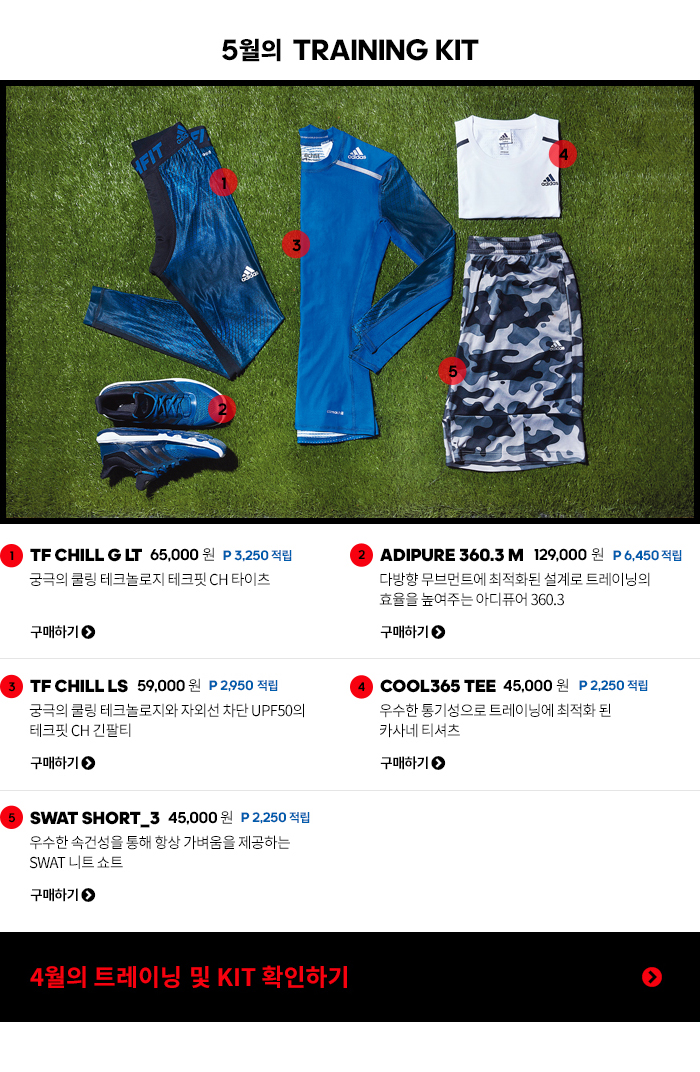 5월의 TRAINING KIT
FIT
adidas
1
adidas
2
3
TECHFIT
adidas
climachill
adidas
4
adidas
5
adidas
1 TF CHILL G LT 65,000 원 P 3,250 적립
궁극의 쿨링 테크놀로지 테크핏 CH 타이츠
구매하기
2 ADIPURE 360.3 M 129,000 원 P 6,450 적립
다방향 무브먼트에 최적화된 설계로 트레이닝의
효율을 높여주는 아디퓨어 360.3
구매하기
3 TF CHILL LS 59,000 원 P 2,950 적립
궁극의 쿨링 테크놀로지와 자외선 차단 UPF50의
테크핏 CH 긴팔티
구매하기
4 COOL365 TEE 45,000 원 P 2,250 적립
우수한 통기성으로 트레이닝에 최적화 된
카사네 티셔츠
구매하기
5 SWAT SHORT_3 45,000 원 P 2,250 적립
우수한 속건성을 통해 항상 가벼움을 제공하는
SWAT 니트 쇼트
구매하기
4월의 트레이닝 및 KIT 확인하기